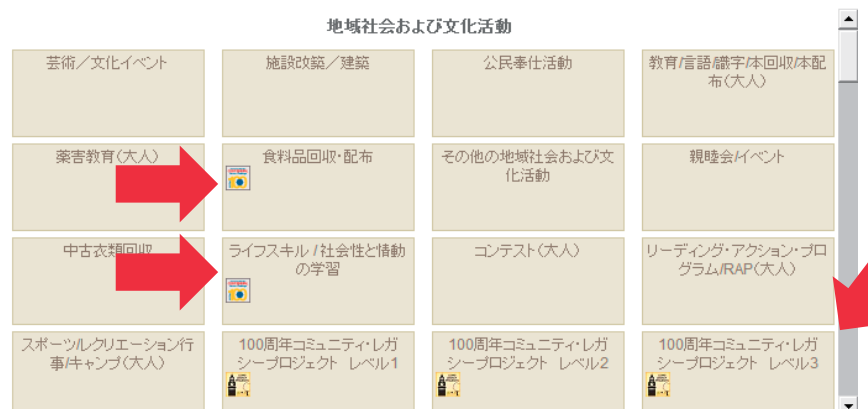 地域社会および文化活動
芸術／文化イベント
施設改築／建築
公民奉仕活動
教育/言語/識字/本回収/本配
布(大人)
薬害教育(大人)
食料品回収・配布
その他の地域社会および文
化活動
親睦会/イベント
中古衣類回収
ライフスキル /社会性と情動
の学習
コンテスト(大人)
リーディング・アクション・プロ
グラム/RAP(大人)
スポーツ/レクリエーション行
事/キャンプ(大人)
100周年コミュニティ・レガ
シープロジェクト レベル1
100周年コミュニティ・レガ
シープロジェクト レベル2
100周年コミュニティ・レガ
シープロジェクト レベル3